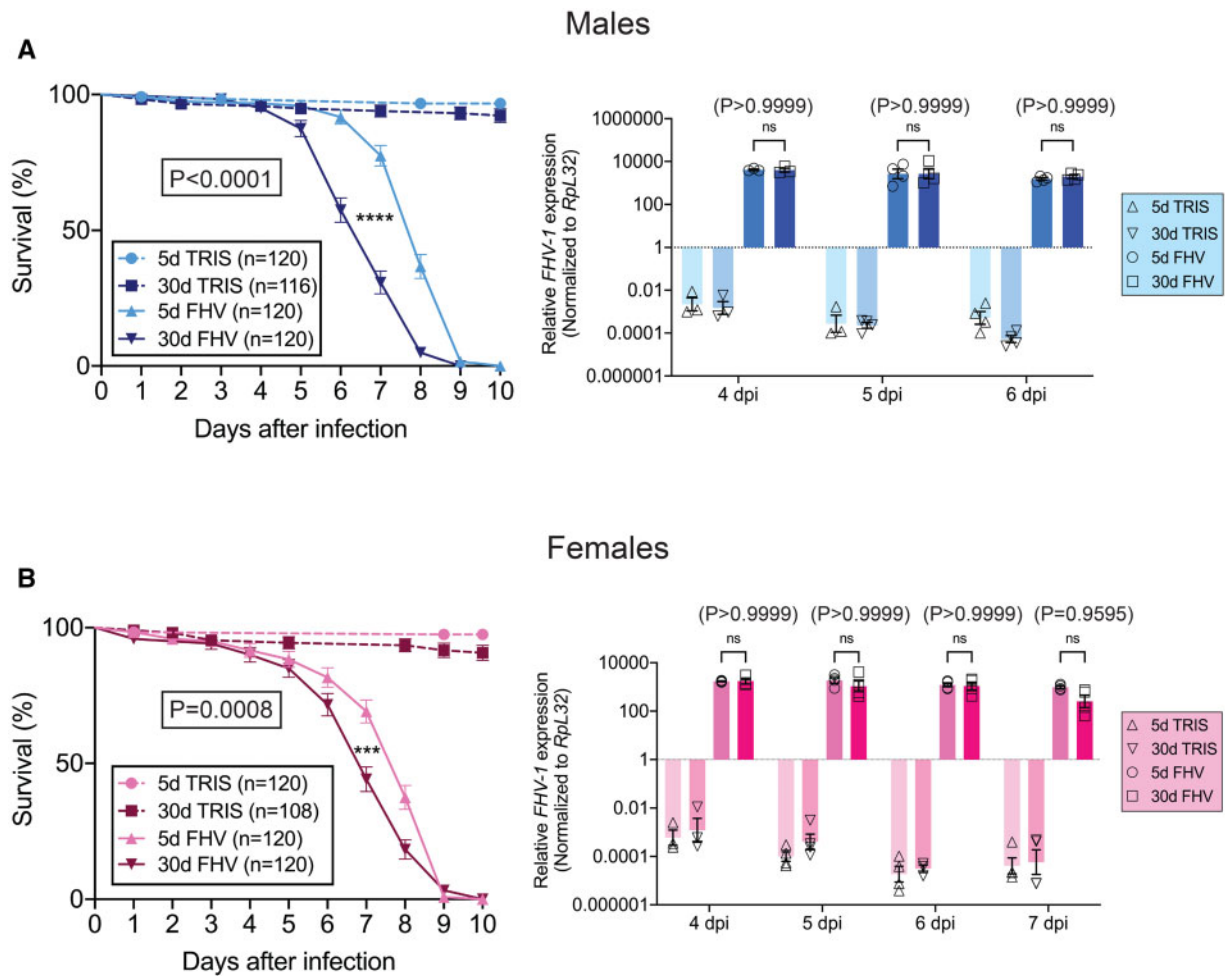 Males
A
100
50
0
Survival (%)
P<0.0001
****
5d TRIS (n=120)
30d TRIS (n=116)
5d FHV (n=120)
30d FHV (n=120)
0 1 2 3 4 5 6 7 8 9 10
Days after infection
(P>0.9999) (P>0.9999) (P>0.9999)
ns ns ns
1000000
10000
100
1
0.01
0.0001
0.000001
Relative FHV-1 expression
(Normalized to RpL32)
4 dpi 5 dpi 6 dpi
5d TRIS
30d TRIS
5d FHV
30d FHV
Females
B
100
50
0
Survival (%)
P=0.0008
***
5d TRIS (n=120)
30d TRIS (n=108)
5d FHV (n=120)
30d FHV (n=120)
0 1 2 3 4 5 6 7 8 9 10
Days after infection
(P>0.9999) (P>0.9999) (P>0.9999) (P=0.9595)
ns ns ns ns
10000
100
1
0.01
0.0001
0.000001
Relative FHV-1 expression
(Normalized to RpL32)
4 dpi 5 dpi 6 dpi 7 dpi
5d TRIS
30d TRIS
5d FHV
30d FHV